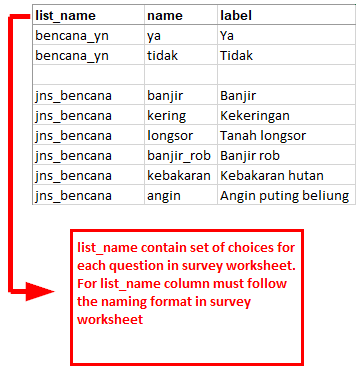 list_name name label
bencana_yn ya Ya
bencana_yn tidak Tidak
jns_bencana banjir Banjir
jns_bencana kering Kekeringan
jns_bencana longsor Tanah longsor
jns_bencana banjir_rob Banjir rob
jns_bencana kebakaran Kebakaran hutan
jns_bencana angin Angin puting beliung
list_name contain set of choices for
each question in survey worksheet.
For list_name column must follow
the naming format in survey
worksheet